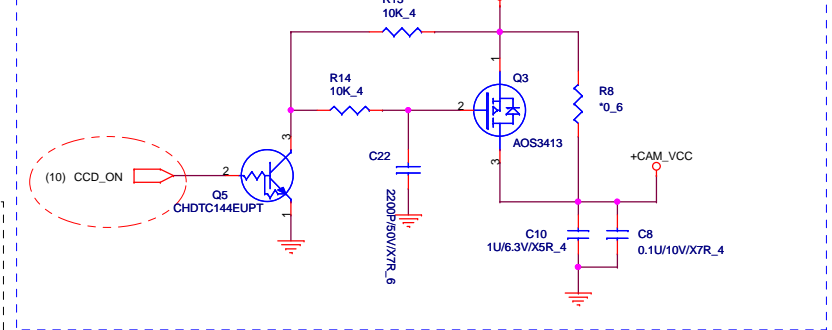 10K_4
1
Q3
R14
10K_4
R8
*0_6
2
AOS3413
3
C22
3
+CAM_VCC
(10) CCD_ON
2
Q5
CHDTC144EUPT
1
2200P/50V/X7R_6
C10
1U/6.3V/X5R_4
C8
0.1U/10V/X7R_4